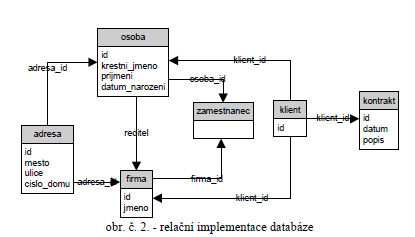 osoba
id
krestni_jmeno
prijmeni
datum_narozeni
adresa_id
klient_id
osoba_id
zamestnanec
klient
id
kontrakt
id
datum
popis
klient_id
reditel
adresa
id
mesto
ulice
cislo_domu
adresa_id
firma
id
jmeno
firma_id
klient_id
obr. č. 2. - relační implementace databáze